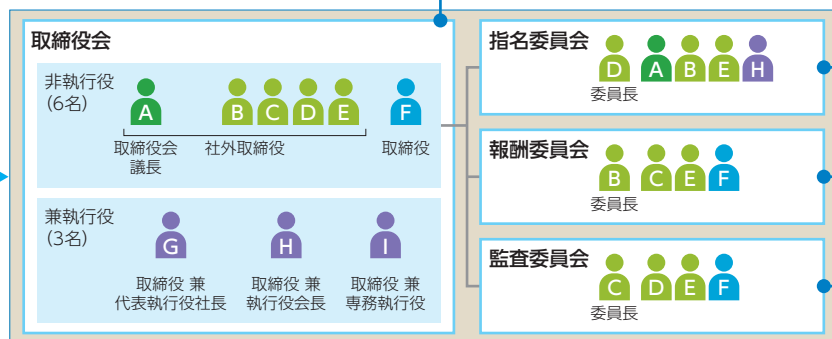 取締役会
非執行役
(6名)
A
B
C
D
E
F
取締役会
議長
社外取締役
取締役
兼執行役
(3名)
G
H
I
取締役 兼
代表執行役社長
取締役 兼
執行役会長
取締役 兼
専務執行役
指名委員会
D
A
B
E
H
委員長
報酬委員会
B
C
E
F
委員長
監査委員会
C
D
E
F
委員長